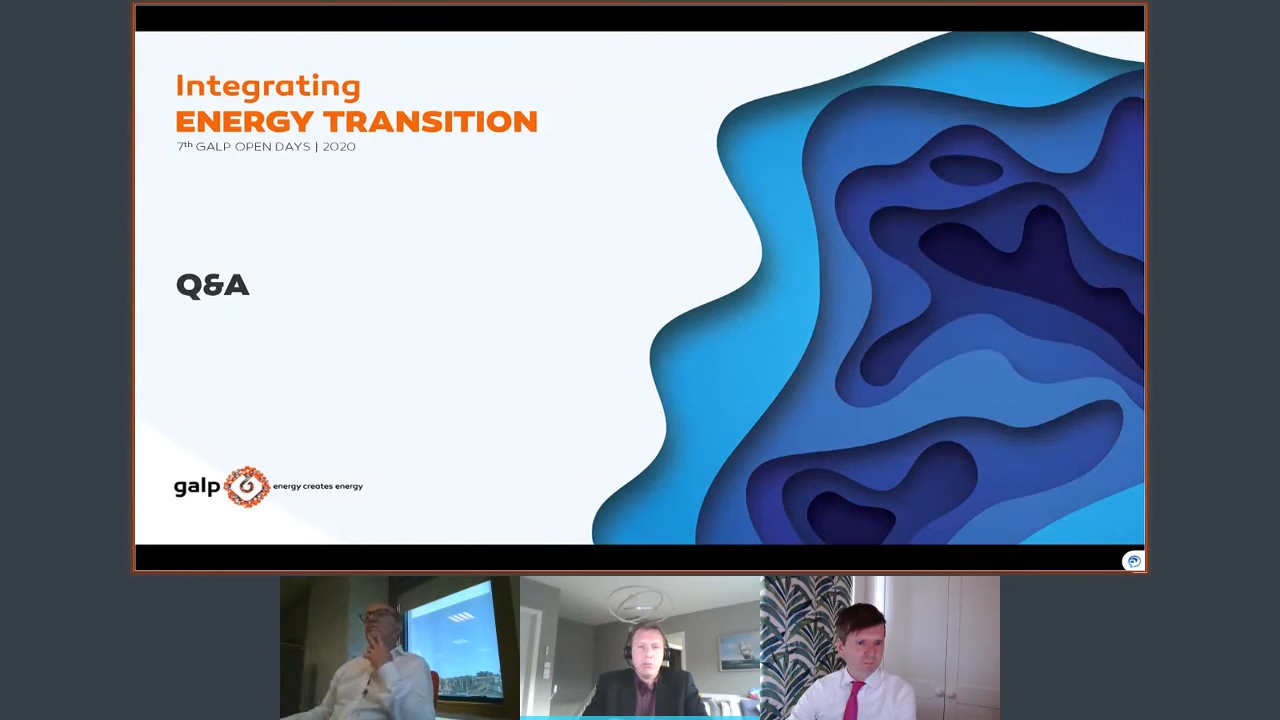 Integrating
ENERGY TRANSITION
7th GALP OPEN DAYS | 2020
Q&A
galp energy creates energy